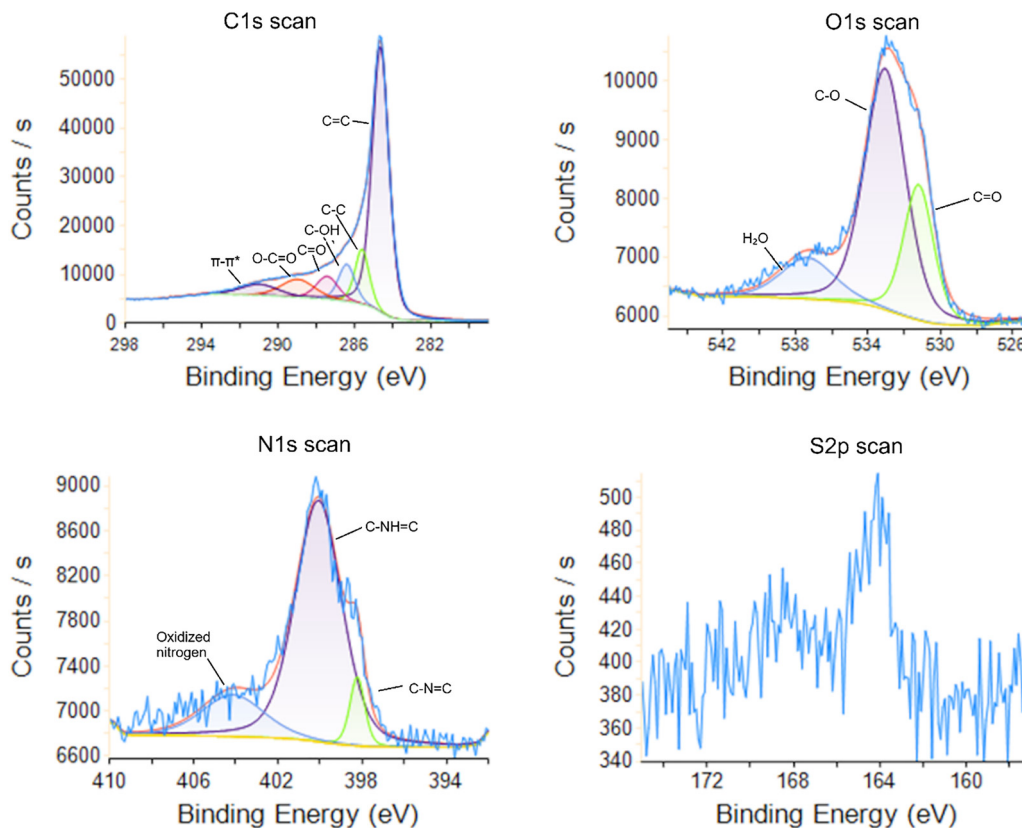 C1s scan
50000
40000
30000
20000
10000
0
Counts / s
C=C
C-C
C-OH
C=O
O-C=O
π-π*
298 294 290 286 282
Binding Energy (eV)
O1s scan
10000
9000
8000
7000
6000
Counts / s
C-O
C=O
H₂O
542 538 534 530 526
Binding Energy (eV)
N1s scan
9000
8600
8200
7800
7400
7000
6600
Counts / s
C-NH=C
Oxidized
nitrogen
C-N=C
410 406 402 398 394
Binding Energy (eV)
S2p scan
500
480
460
440
420
400
380
360
340
Counts / s
172 168 164 160
Binding Energy (eV)